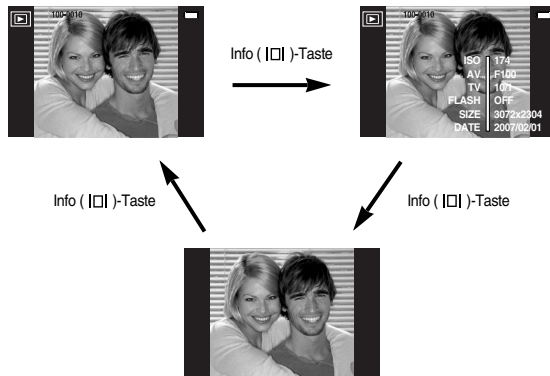 100-0010
100-0010
Info ( )-Taste
ISO 174
AV F100
TV 10/1
FLASH OFF
SIZE 3072x2304
DATE 2007/02/01
Info ( )-Taste
Info ( )-Taste